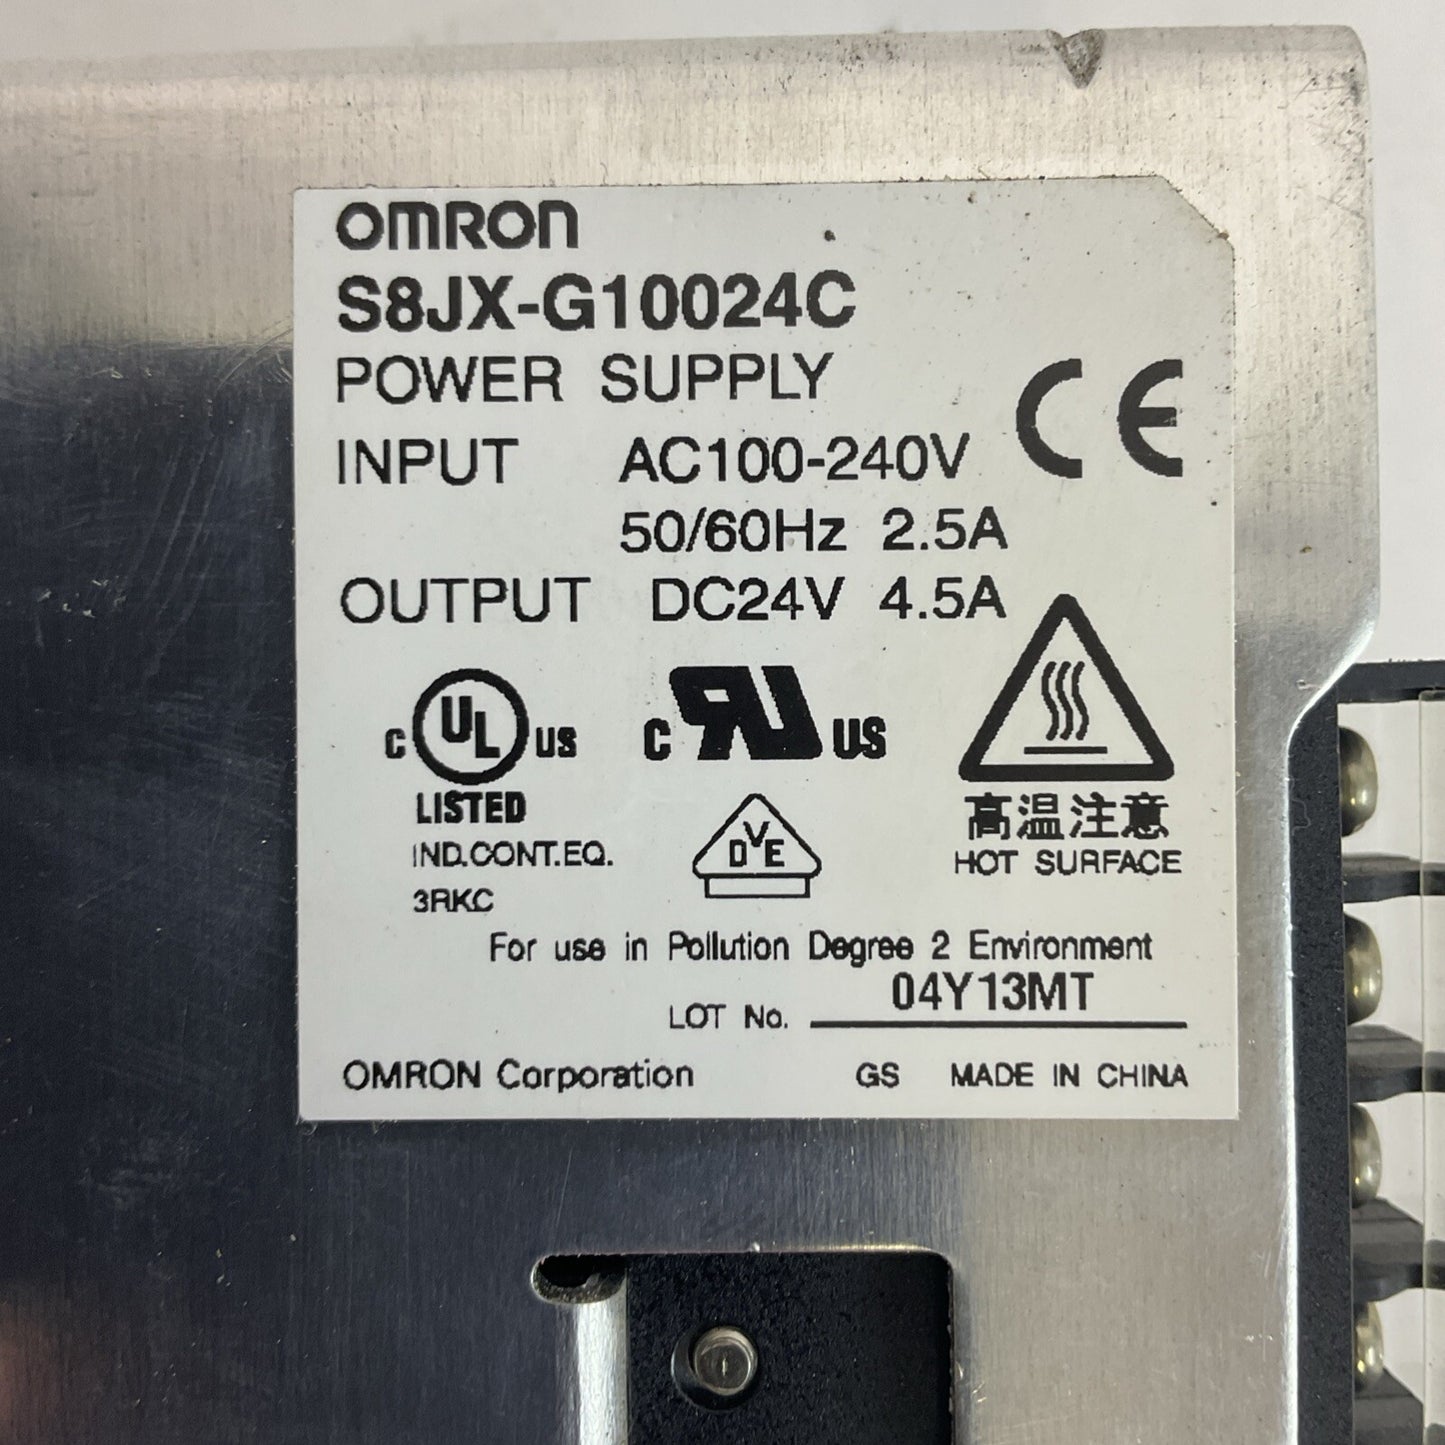 OMRON
S8JX-G10024C
POWER SUPPLY
INPUT AC100-240V
50/60Hz 2.5A
CE
OUTPUT DC24V 4.5A
C UL US
LISTED
IND.CONT.EQ.
3RKC
C RU US
DVE
高温注意
HOT SURFACE
For use in Pollution Degree 2 Environment
LOT No. 04Y13MT
OMRON Corporation GS MADE IN CHINA